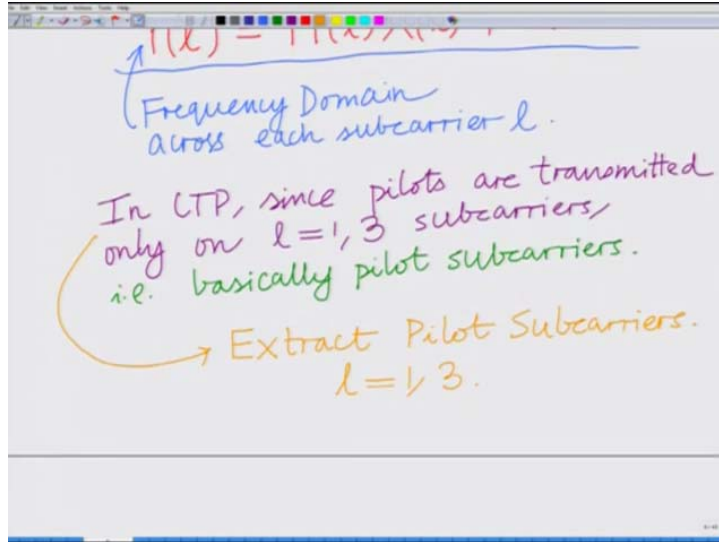 Frequency Domain
across each subcarrier l.
In CTP, since pilots are transmitted
only on l=1, 3 subcarriers,
i.e. basically pilot subcarriers.
Extract Pilot Subcarriers.
l=1, 3.